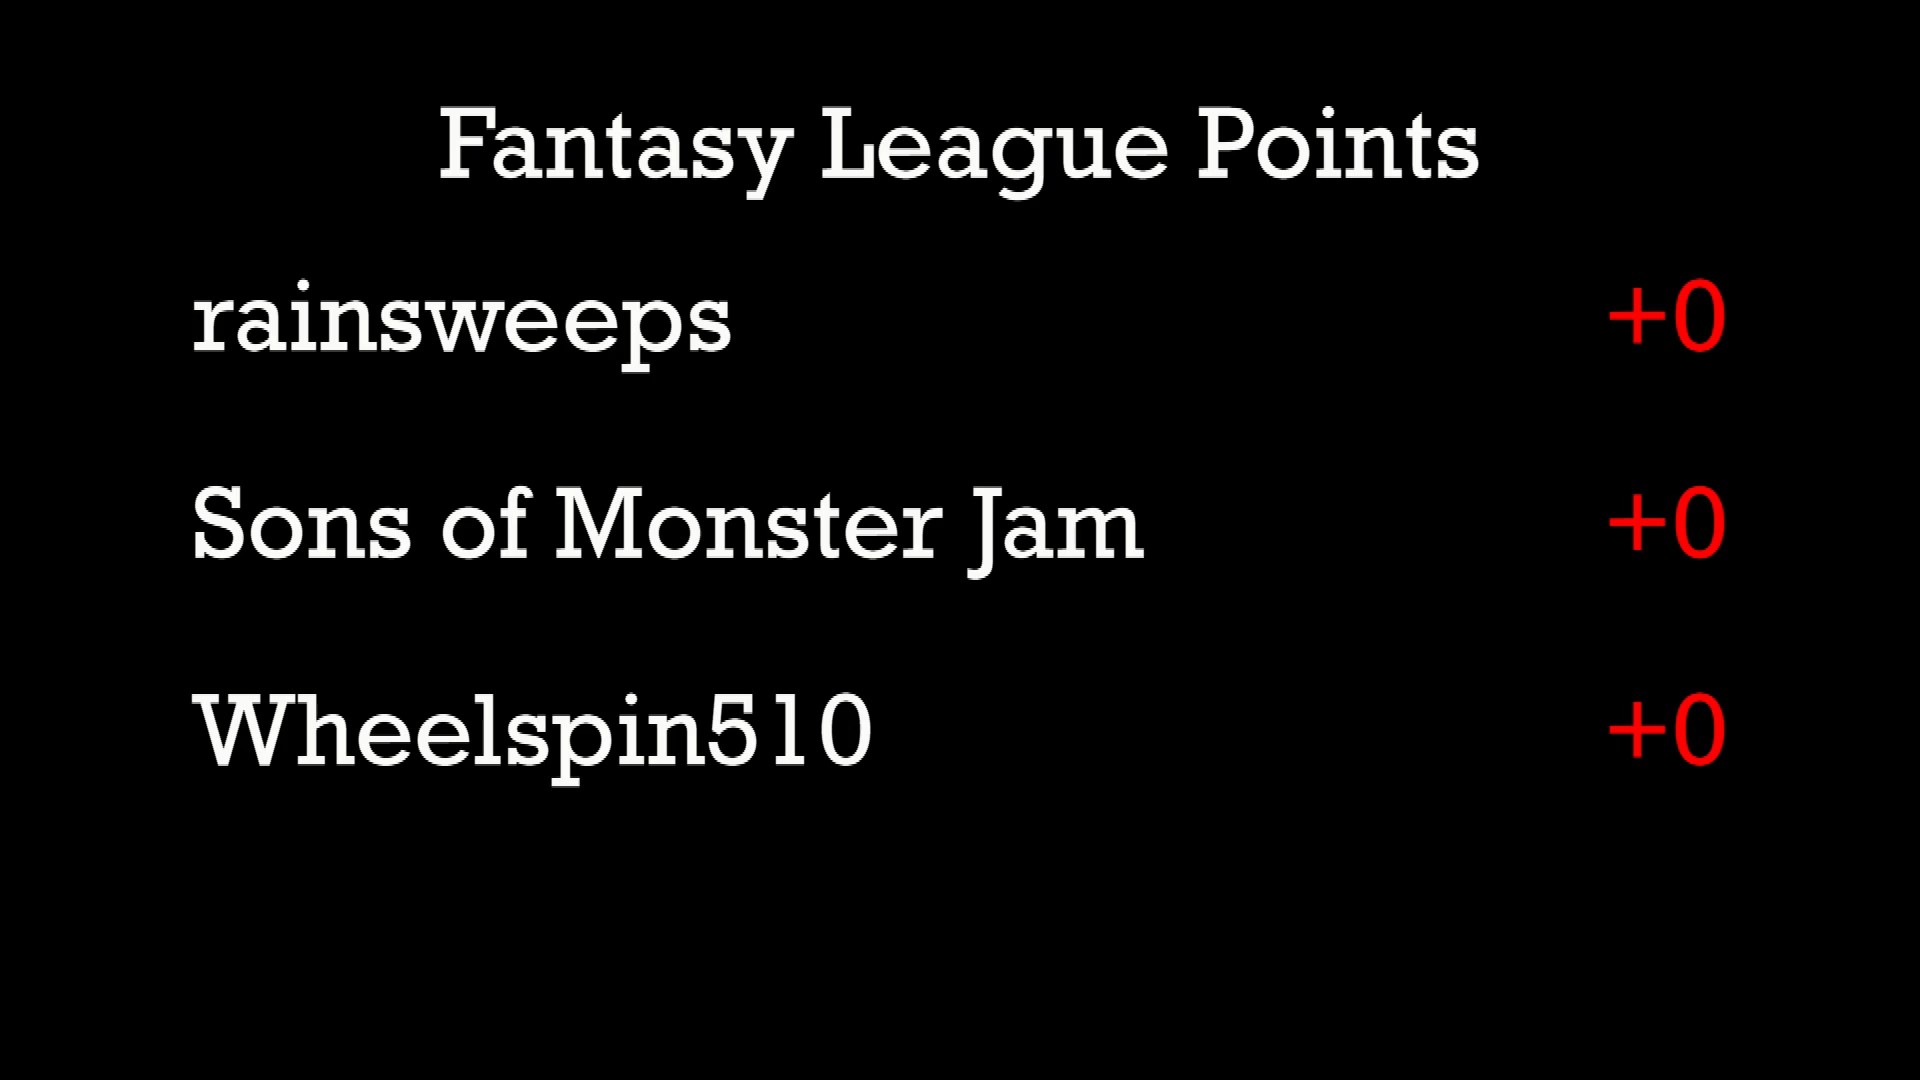 Fantasy League Points
rainsweeps +0
Sons of Monster Jam +0
Wheelspin510 +0